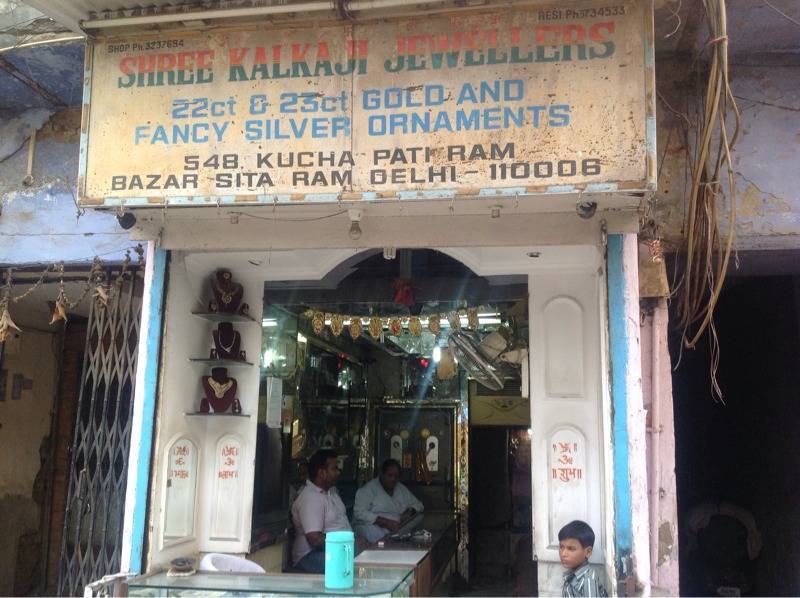 SHOP Ph.3237694
RESI Ph.5734533
SHREE KALKAJI JEWELLERS
22ct & 23ct GOLD AND
FANCY SILVER ORNAMENTS
548, KUCHA PATI RAM
BAZAR SITA RAM DELHI-110006
॥शुभ॥